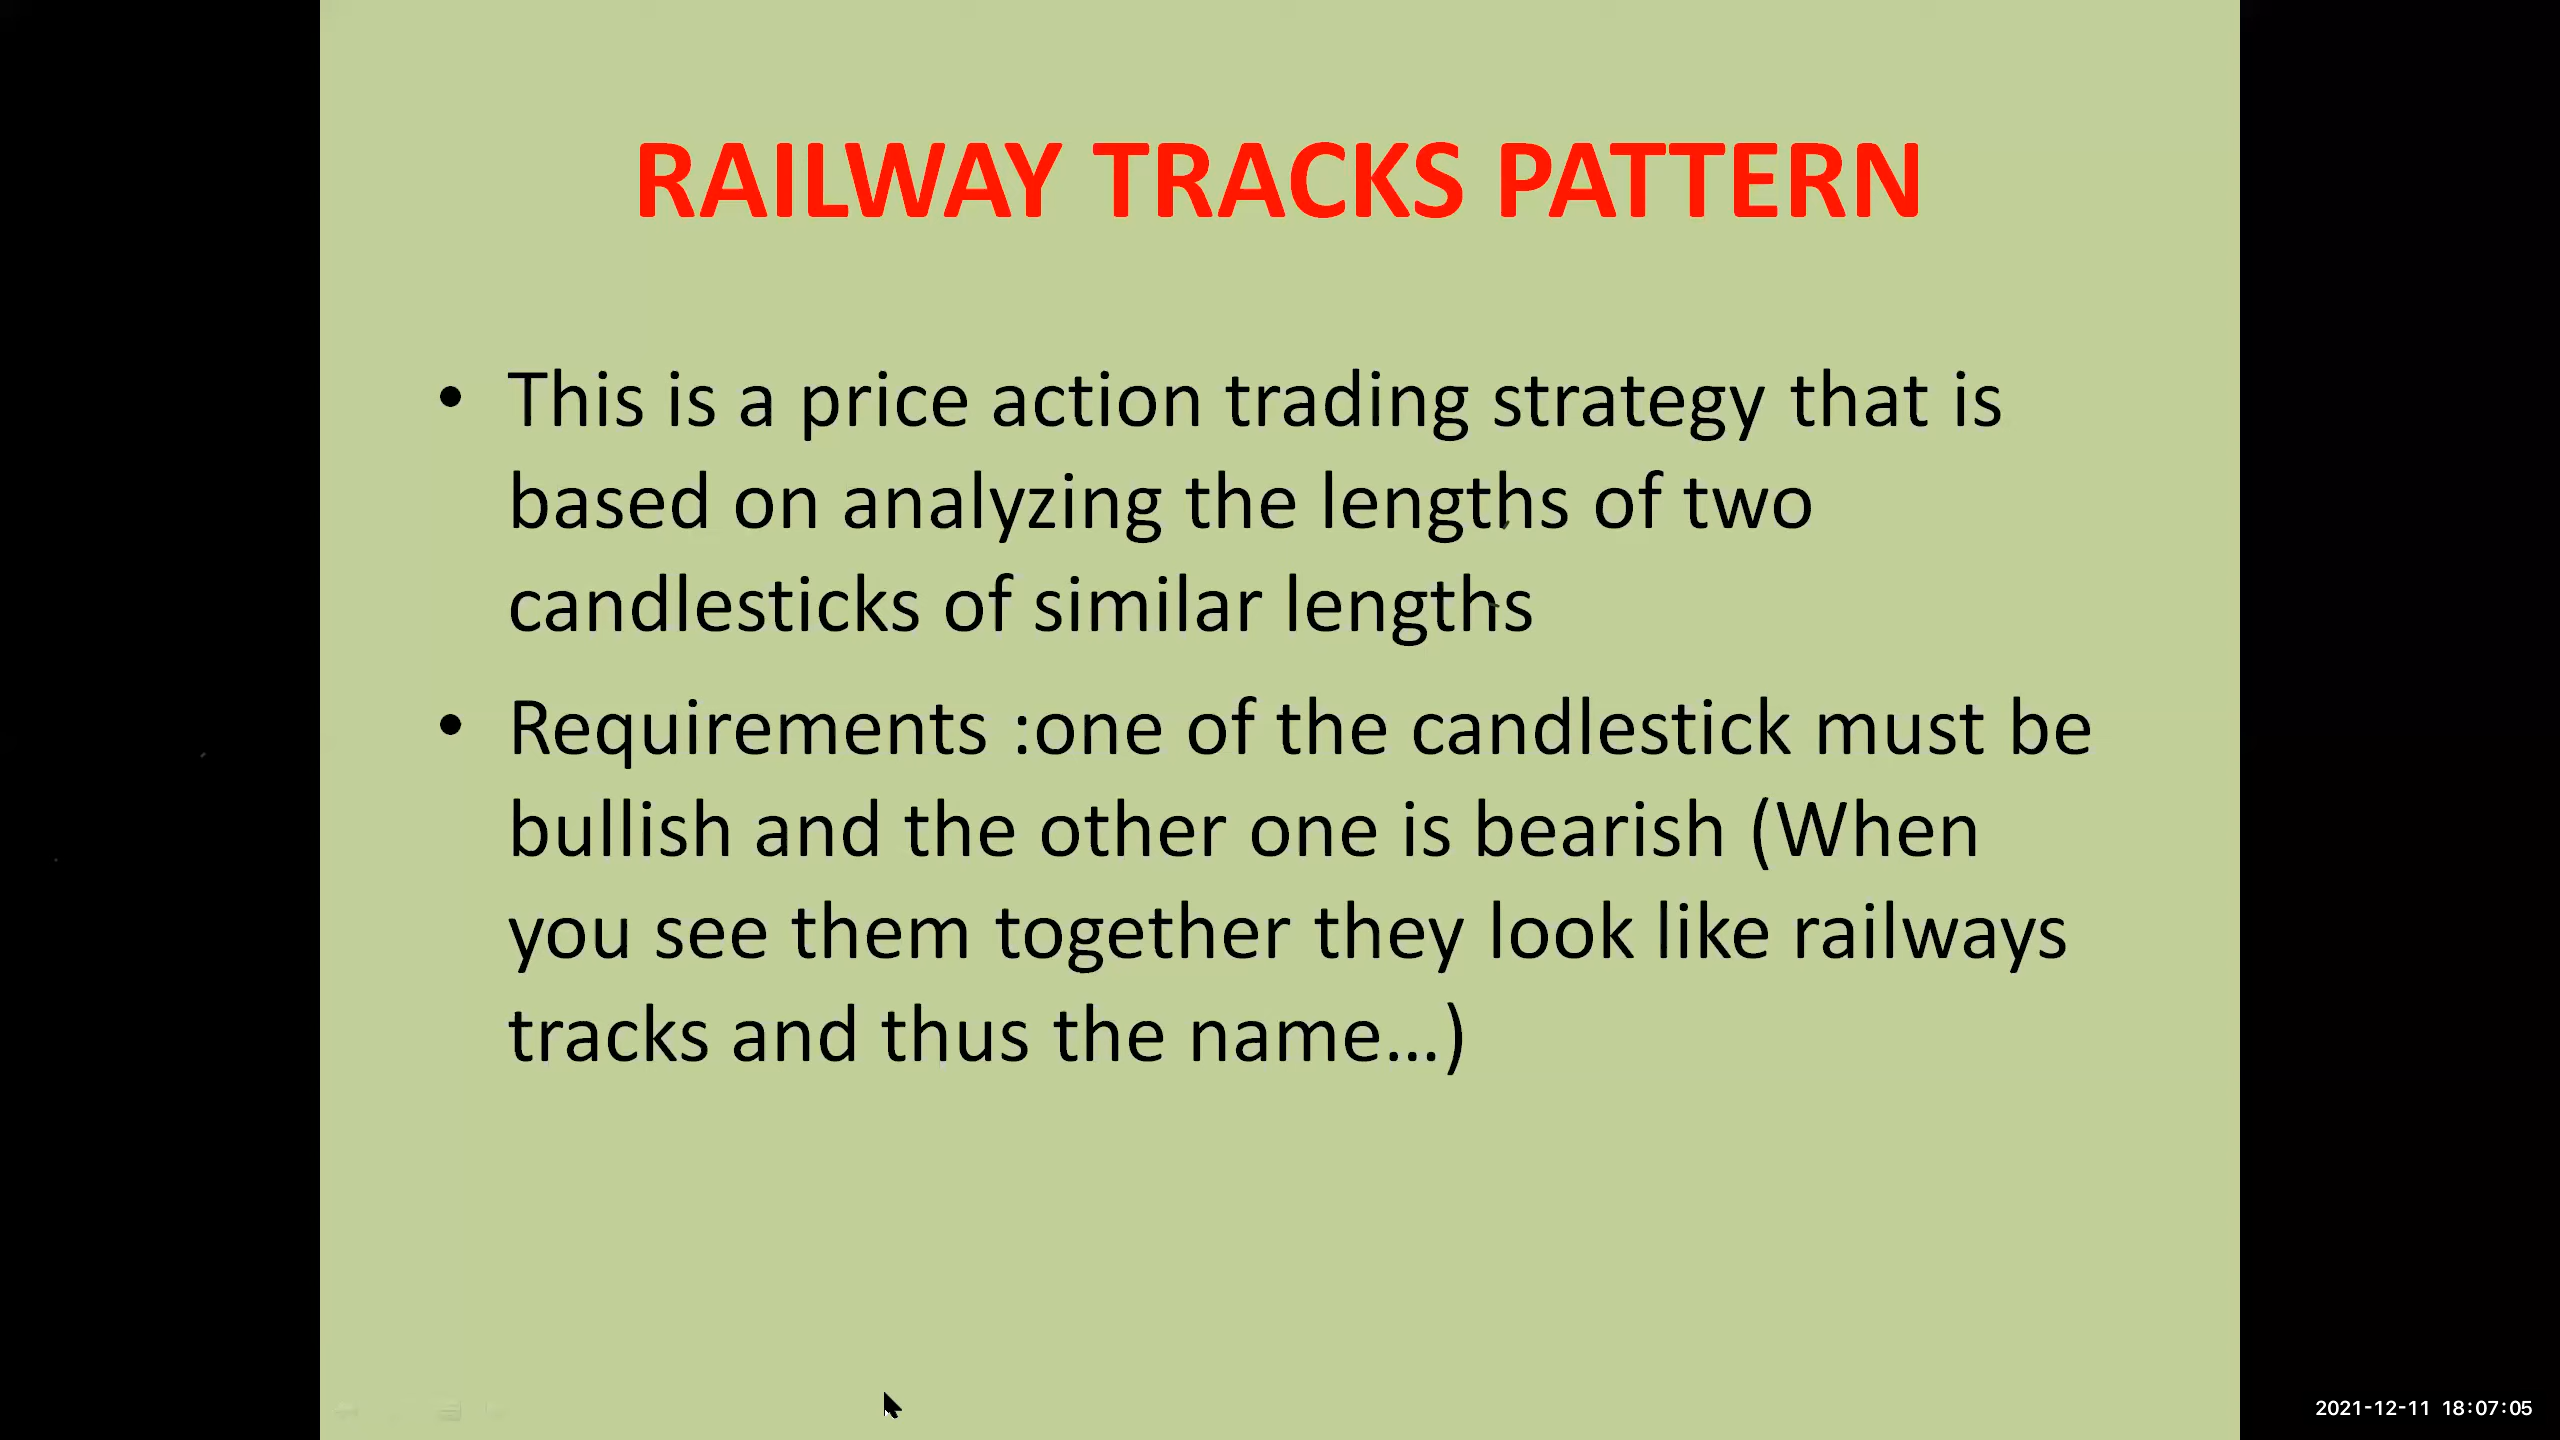 RAILWAY TRACKS PATTERN
• This is a price action trading strategy that is
based on analyzing the lengths of two
candlesticks of similar lengths
• Requirements :one of the candlestick must be
bullish and the other one is bearish (When
you see them together they look like railways
tracks and thus the name...)
2021-12-11 18:07:05